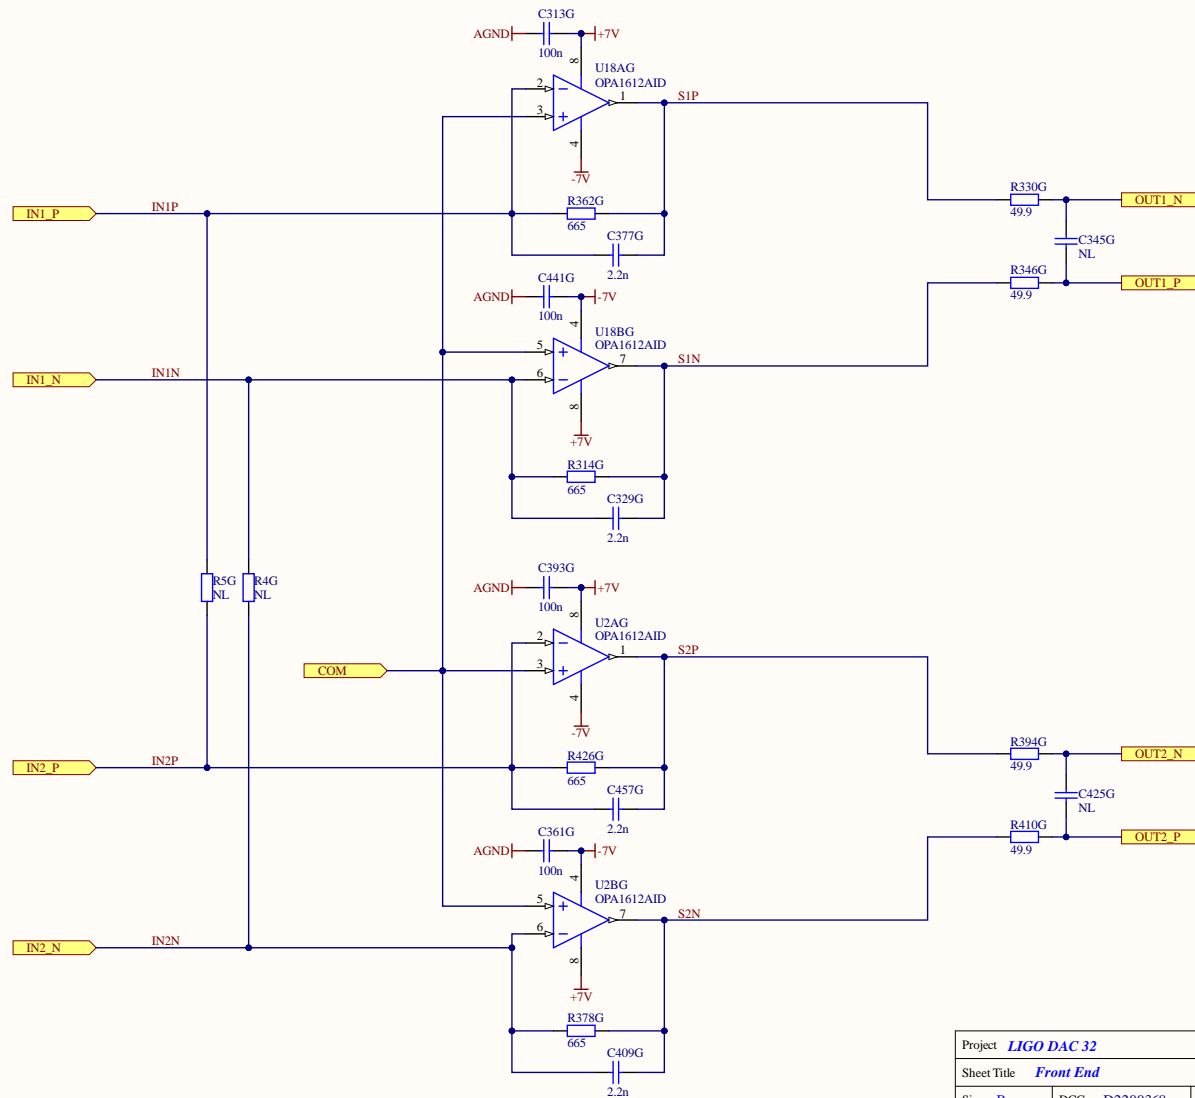 C313G
AGND
+7V
100n
8
U18AG
OPA1612AID
2
1
S1P
3
4
-7V
R330G
49.9
OUT1_N
IN1_P
IN1P
R362G
665
C377G
2.2n
C345G
NL
C441G
AGND
-7V
100n
R346G
49.9
OUT1_P
4
U18BG
OPA1612AID
5
7
S1N
6
IN1_N
IN1N
8
+7V
R314G
665
C329G
2.2n
R5G
NL
R4G
NL
C393G
AGND
+7V
100n
8
U2AG
OPA1612AID
2
1
S2P
3
COM
4
-7V
R394G
49.9
OUT2_N
IN2_P
IN2P
R426G
665
C457G
2.2n
C425G
NL
C361G
AGND
-7V
100n
R410G
49.9
OUT2_P
4
U2BG
OPA1612AID
5
7
S2N
6
IN2_N
IN2N
8
+7V
R378G
665
C409G
2.2n
Project LIGO DAC 32
Sheet Title Front End